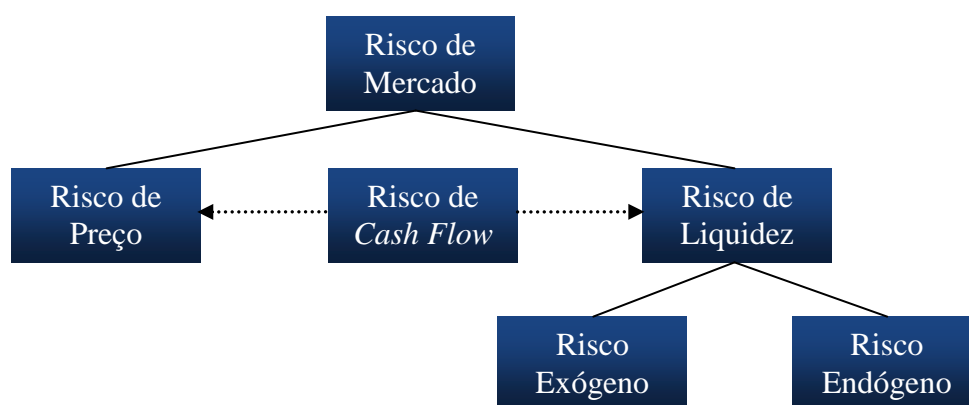 Risco de
Mercado
Risco de
Preço
Risco de
Cash Flow
Risco de
Liquidez
Risco
Exógeno
Risco
Endógeno